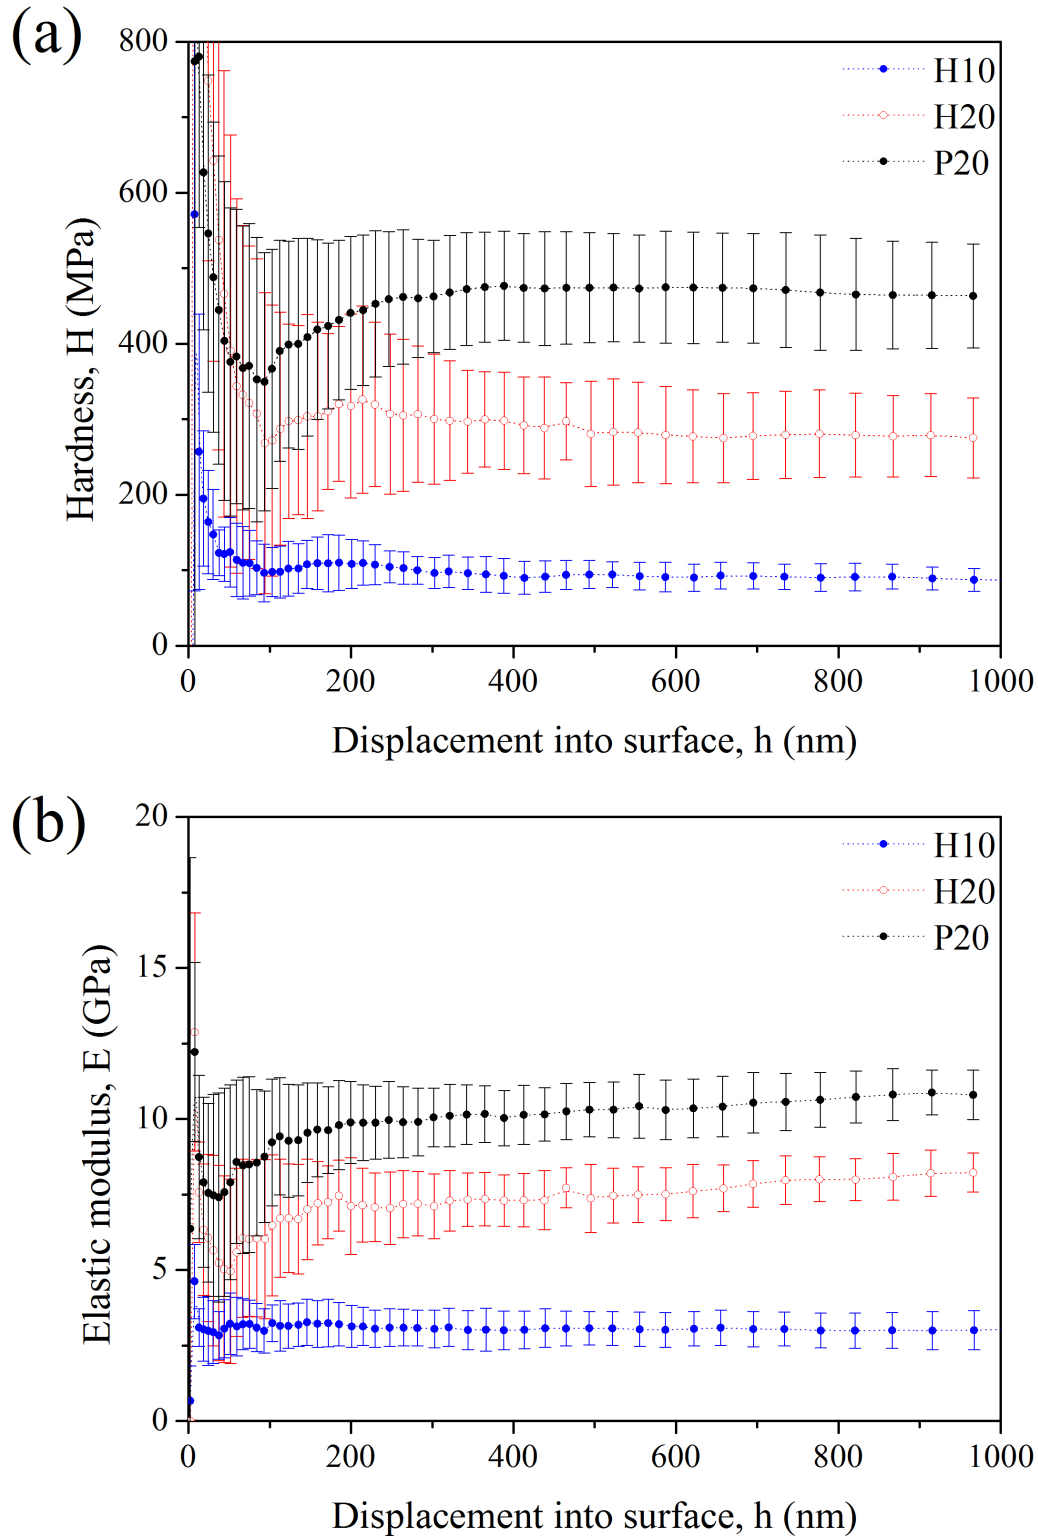 (a)
800
600
400
200
0
Hardness, H (MPa)
H10
H20
P20
0 200 400 600 800 1000
Displacement into surface, h (nm)
(b)
20
15
10
5
0
Elastic modulus, E (GPa)
H10
H20
P20
0 200 400 600 800 1000
Displacement into surface, h (nm)